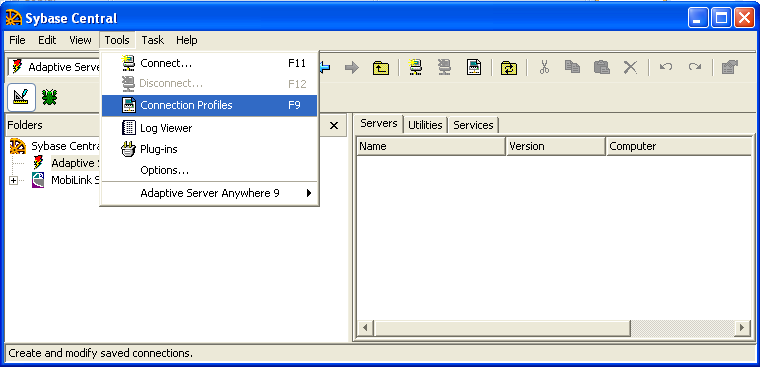 Sybase Central
File Edit View Tools Task Help
Adaptive Serve
Connect... F11
Disconnect... F12
Connection Profiles F9
Log Viewer
Plug-ins
Options...
Adaptive Server Anywhere 9
Folders
Sybase Centra
Adaptive S
MobiLink S
Servers Utilities Services
Name Version Computer
Create and modify saved connections.